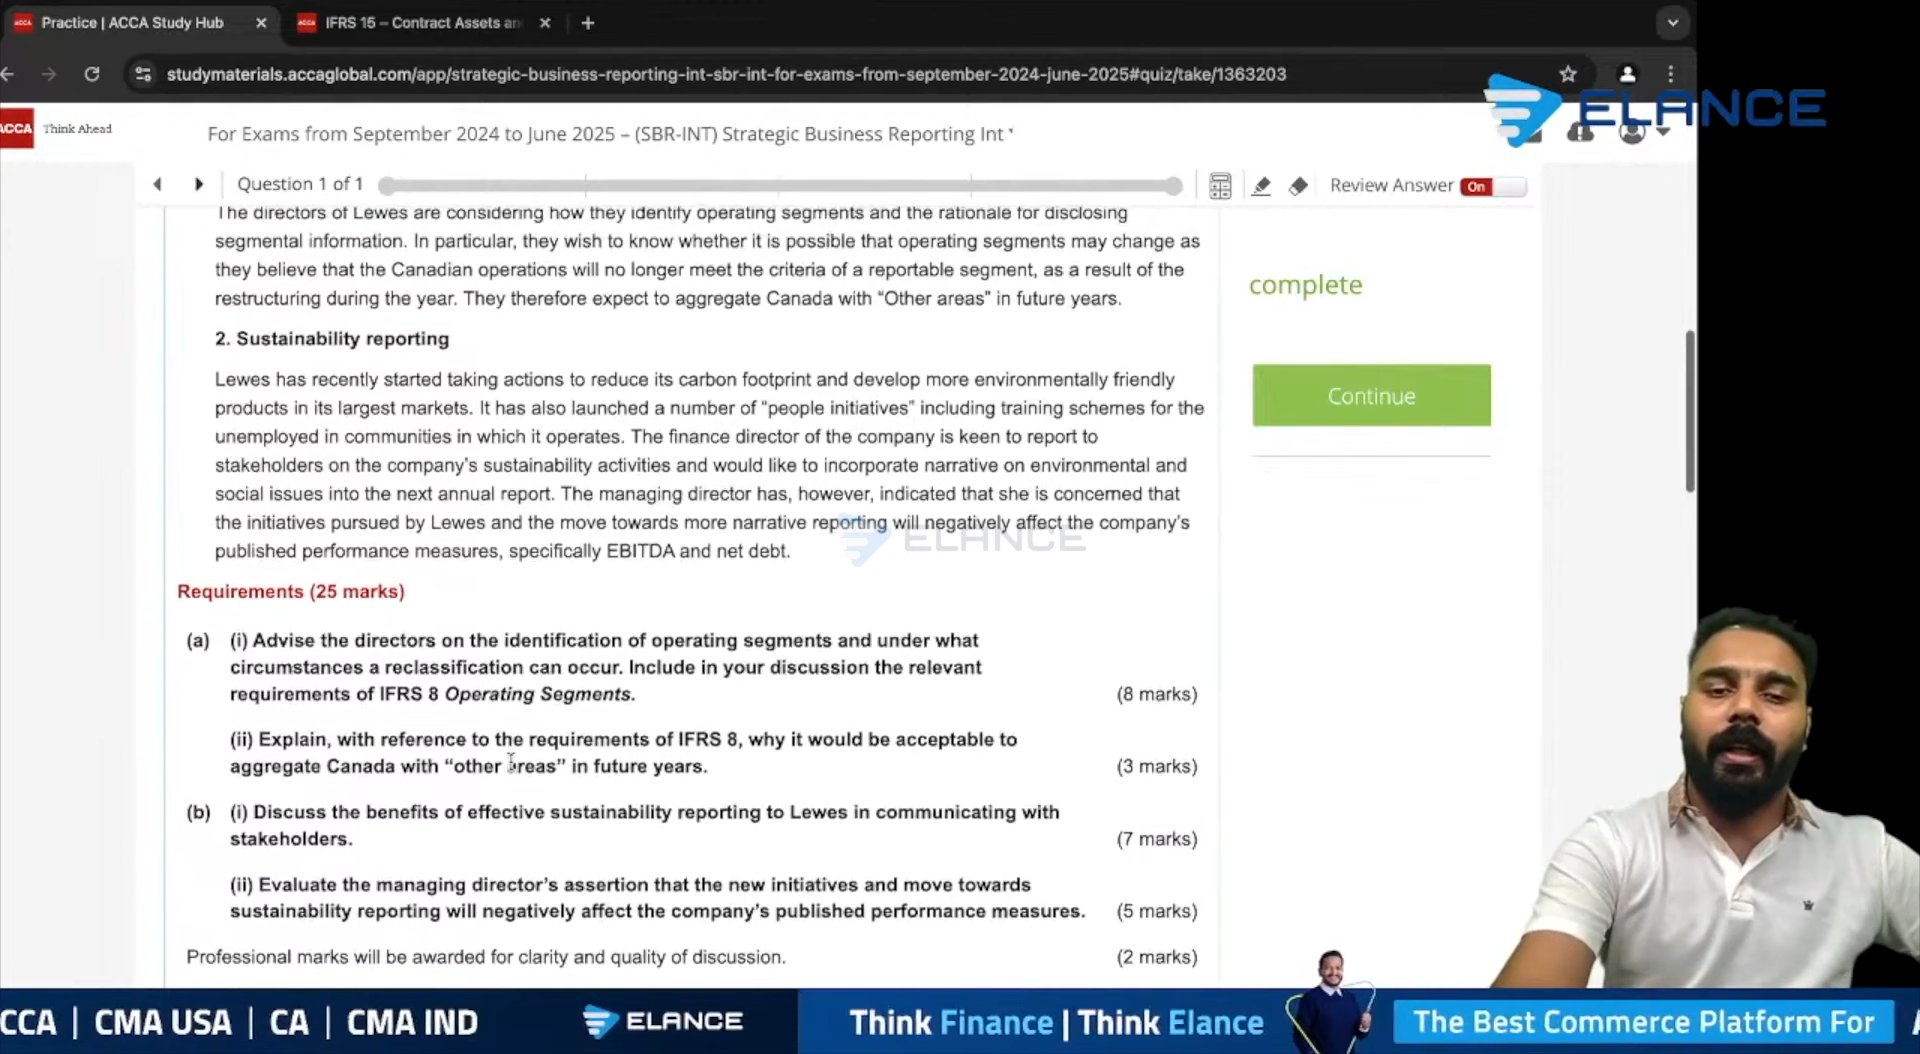 Practice | ACCA Study Hub
IFRS 15 – Contract Assets an
studymaterials.accaglobal.com/app/strategic-business-reporting-int-sbr-int-for-exams-from-september-2024-june-2025#quiz/take/1363203
ELANCE
ACCA Think Ahead
For Exams from September 2024 to June 2025 – (SBR-INT) Strategic Business Reporting Int
Question 1 of 1
Review Answer On
The directors of Lewes are considering how they identify operating segments and the rationale for disclosing
segmental information. In particular, they wish to know whether it is possible that operating segments may change as
they believe that the Canadian operations will no longer meet the criteria of a reportable segment, as a result of the
restructuring during the year. They therefore expect to aggregate Canada with “Other areas” in future years.
complete
Continue
2. Sustainability reporting
Lewes has recently started taking actions to reduce its carbon footprint and develop more environmentally friendly
products in its largest markets. It has also launched a number of “people initiatives” including training schemes for the
unemployed in communities in which it operates. The finance director of the company is keen to report to
stakeholders on the company’s sustainability activities and would like to incorporate narrative on environmental and
social issues into the next annual report. The managing director has, however, indicated that she is concerned that
the initiatives pursued by Lewes and the move towards more narrative reporting will negatively affect the company’s
published performance measures, specifically EBITDA and net debt.
ELANCE
Requirements (25 marks)
(a) (i) Advise the directors on the identification of operating segments and under what
circumstances a reclassification can occur. Include in your discussion the relevant
requirements of IFRS 8 Operating Segments. (8 marks)
(ii) Explain, with reference to the requirements of IFRS 8, why it would be acceptable to
aggregate Canada with “other areas” in future years. (3 marks)
(b) (i) Discuss the benefits of effective sustainability reporting to Lewes in communicating with
stakeholders. (7 marks)
(ii) Evaluate the managing director’s assertion that the new initiatives and move towards
sustainability reporting will negatively affect the company’s published performance measures. (5 marks)
Professional marks will be awarded for clarity and quality of discussion. (2 marks)
CCA | CMA USA | CA | CMA IND
ELANCE
Think Finance | Think Elance
The Best Commerce Platform For